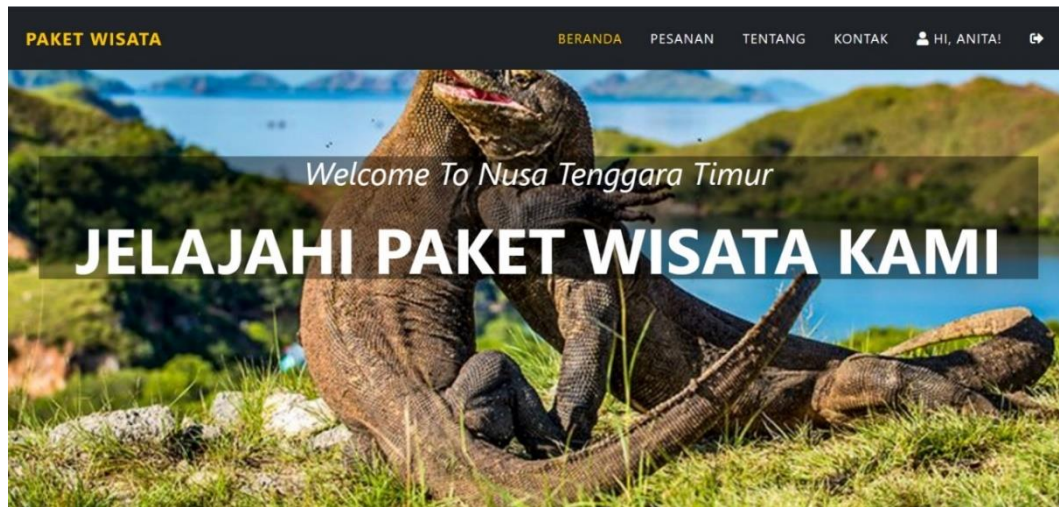 PAKET WISATA
BERANDA PESANAN TENTANG KONTAK HI, ANITA!
Welcome To Nusa Tenggara Timur
JELAJAHI PAKET WISATA KAMI